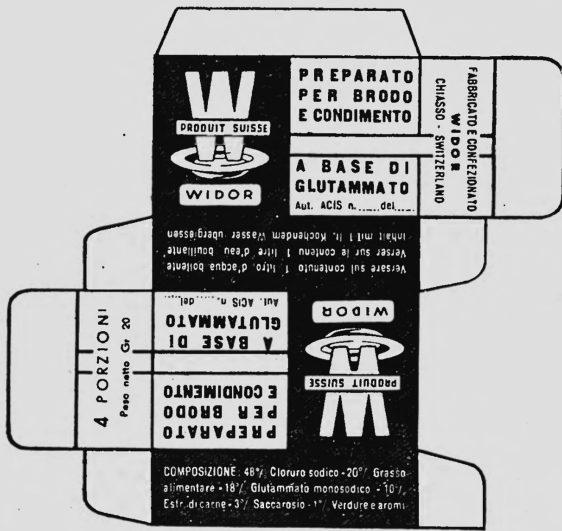 PRODUIT SUISSE
WIDOR
PREPARATO
PER BRODO
E CONDIMENTO
A BASE DI
GLUTAMMATO
Aut. ACIS n. ...... del ....
FABBRICATO E CONFEZIONATO
WIDOR
CHIASSO - SWITZERLAND
Versare sul contenuto 1 litro d'acqua bollente
Verser sur le contenu 1 litre d'eau bouillante
inhalt mit 1 lt. Kochendem Wasser übergiessen
4 PORZIONI
Peso netto Gr 20
PREPARATO
PER BRODO
E CONDIMENTO
A BASE DI
GLUTAMMATO
Aut. ACIS n. ...... del ....
WIDOR
PRODUIT SUISSE
COMPOSIZIONE: 48°/. Cloruro sodico - 20°/. Grasso
alimentare - 18°/. Glutammato monosodico - 10°/.
Estr. di carne - 3°/. Saccarosio - 1°/. Verdure e aromi